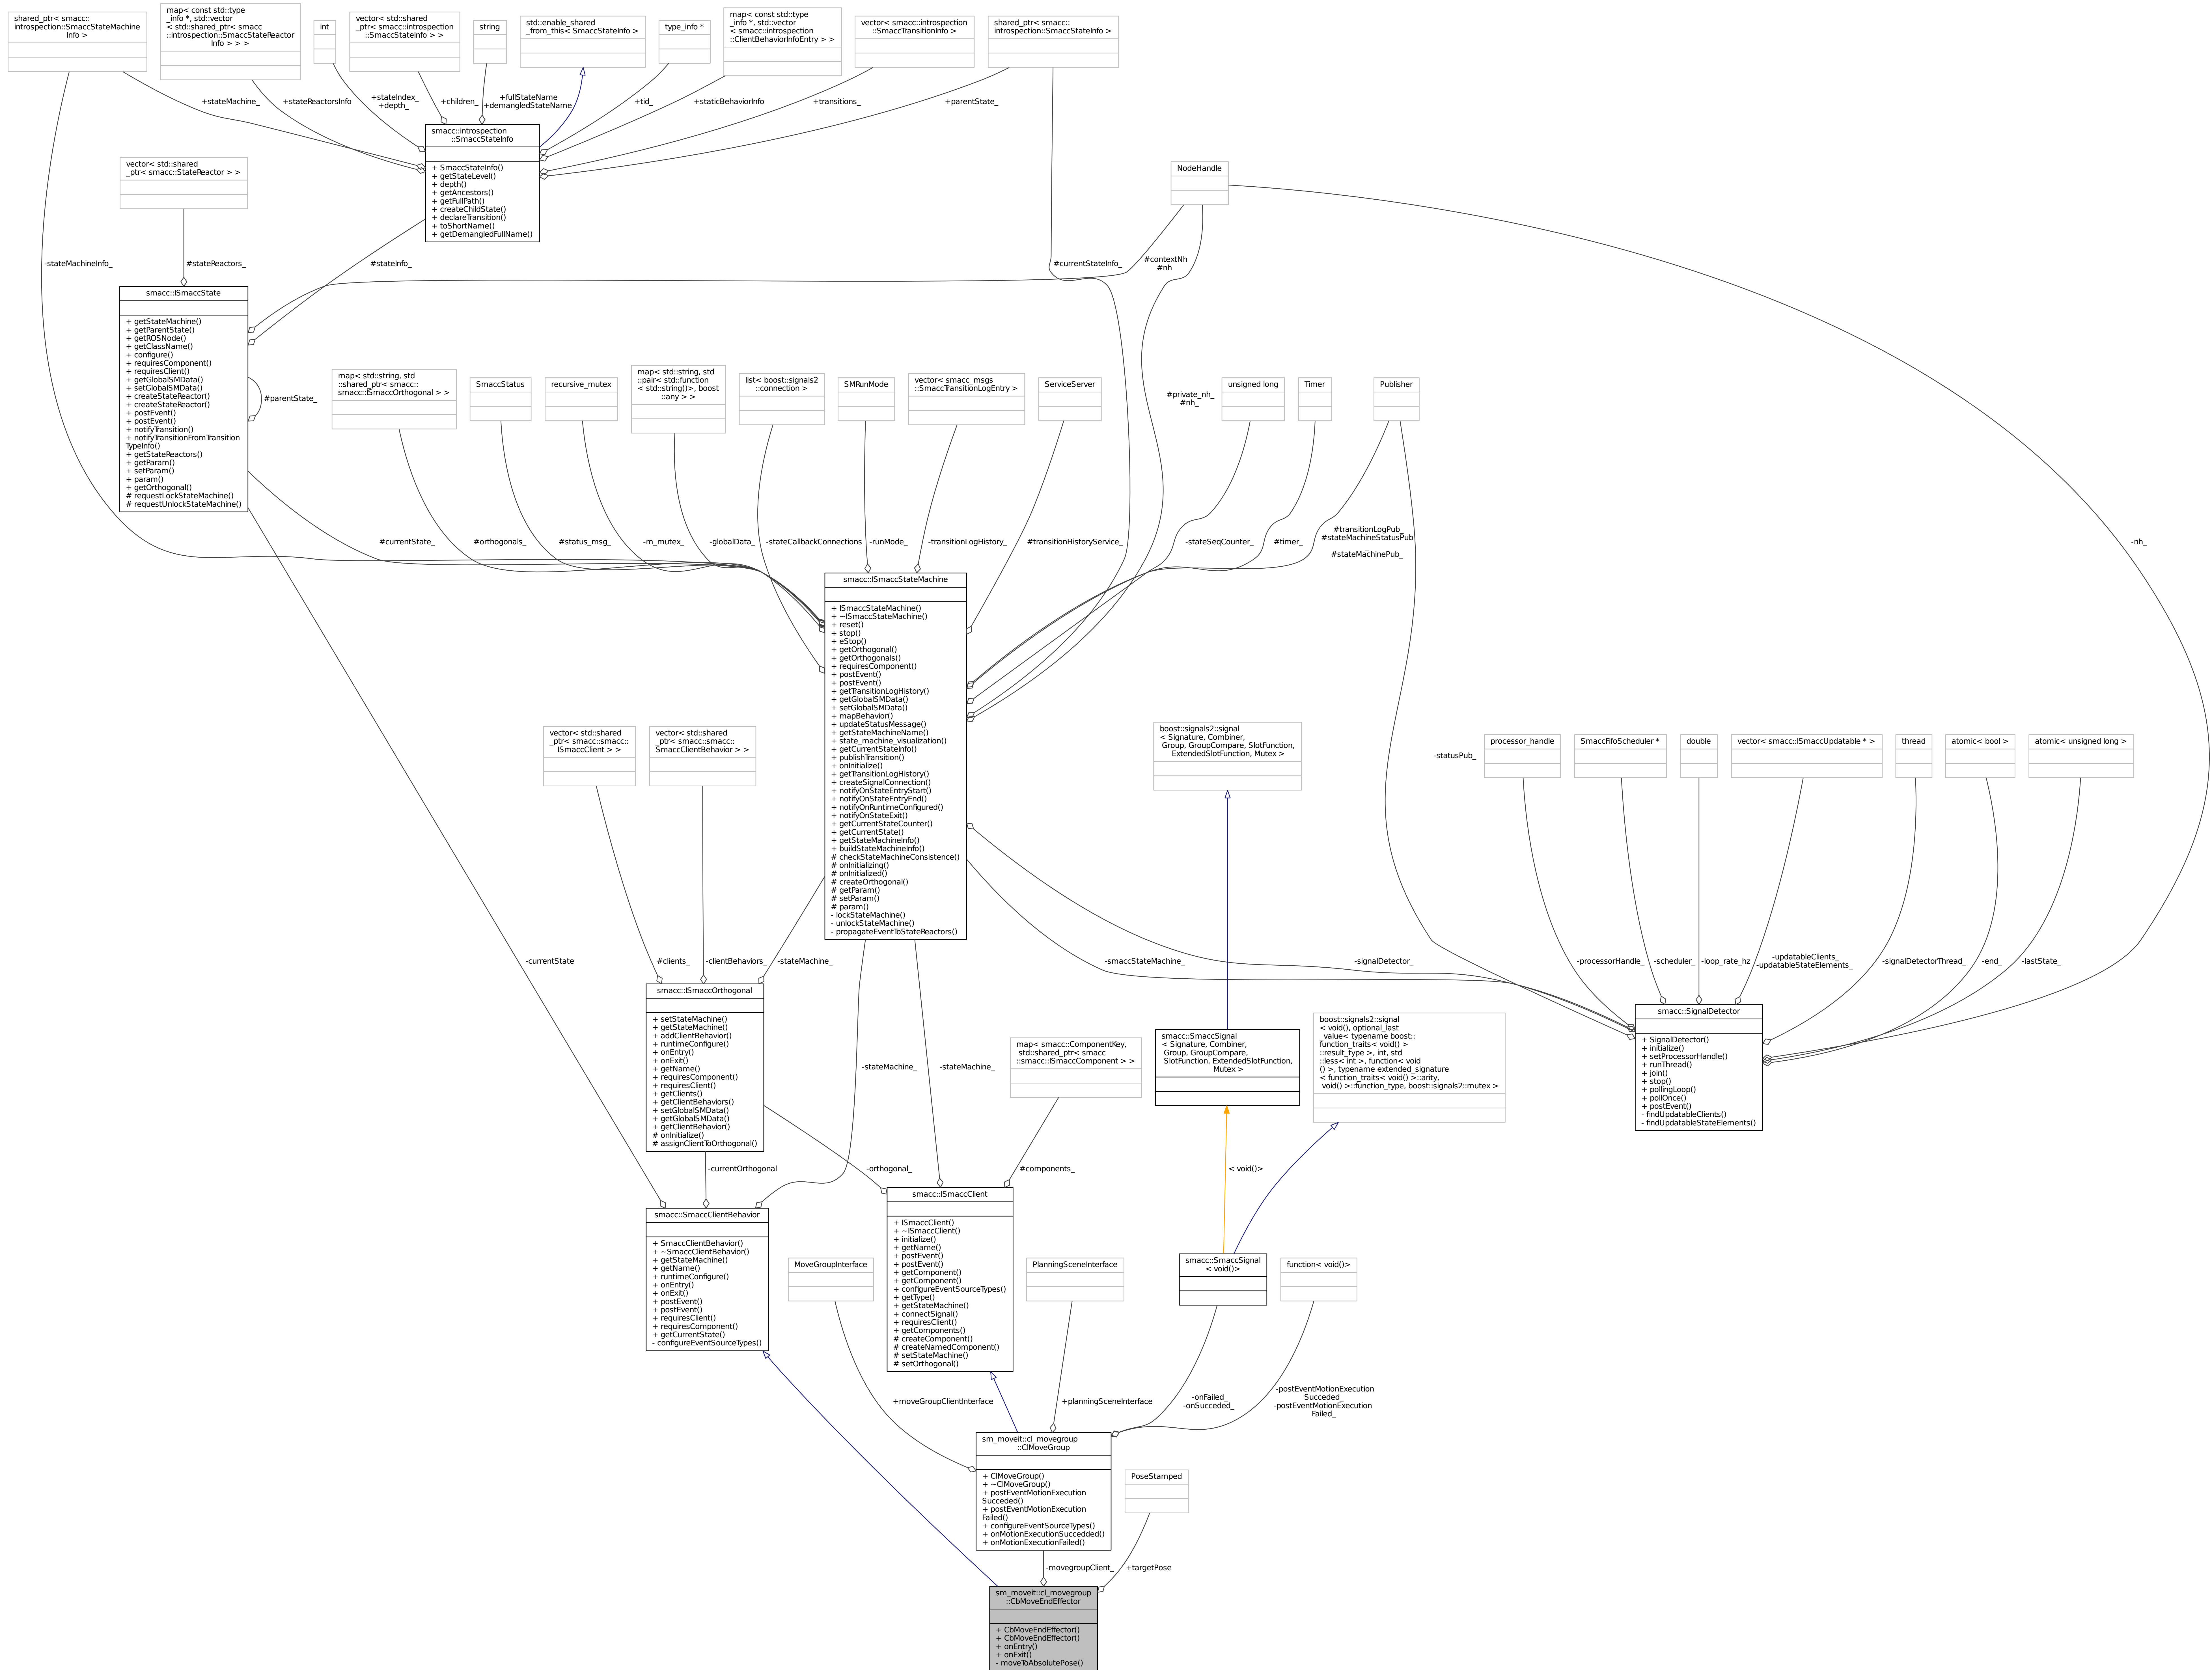 shared_ptr< smacc::
introspection::SmaccStateMachine
Info >
map< const std::type
_info *, std::vector
< std::shared_ptr< smacc
::introspection::SmaccStateReactor
Info > > >
int
vector< std::shared
_ptr< smacc::introspection
::SmaccStateInfo > >
string
std::enable_shared
_from_this< SmaccStateInfo >
type_info *
map< const std::type
_info *, std::vector
< smacc::introspection
::ClientBehaviorInfoEntry > >
vector< smacc::introspection
::SmaccTransitionInfo >
shared_ptr< smacc::
introspection::SmaccStateInfo >
+stateMachine_
+stateReactorsInfo
+stateIndex_
+depth_
+children_
+fullStateName
+demangledStateName
+tid_
+staticBehaviorInfo
+transitions_
+parentState_
smacc::introspection
::SmaccStateInfo
+ SmaccStateInfo()
+ getStateLevel()
+ depth()
+ getAncestors()
+ getFullPath()
+ createChildState()
+ declareTransition()
+ toShortName()
+ getDemangledFullName()
vector< std::shared
_ptr< smacc::StateReactor > >
NodeHandle
-stateMachineInfo_
#stateReactors_
#stateInfo_
#currentStateInfo_
#contextNh
#nh
smacc::ISmaccState
+ getStateMachine()
+ getParentState()
+ getROSNode()
+ getClassName()
+ configure()
+ requiresComponent()
+ requiresClient()
+ getGlobalSMData()
+ setGlobalSMData()
+ createStateReactor()
+ createStateReactor()
+ postEvent()
+ postEvent()
+ notifyTransition()
+ notifyTransitionFromTransition
TypeInfo()
+ getStateReactors()
+ getParam()
+ setParam()
+ param()
+ getOrthogonal()
# requestLockStateMachine()
# requestUnlockStateMachine()
#parentState_
map< std::string, std
::shared_ptr< smacc::
smacc::ISmaccOrthogonal > >
SmaccStatus
recursive_mutex
map< std::string, std
::pair< std::function
< std::string()>, boost
::any > >
list< boost::signals2
::connection >
SMRunMode
vector< smacc_msgs
::SmaccTransitionLogEntry >
ServiceServer
#private_nh_
#nh_
unsigned long
Timer
Publisher
#currentState_
#orthogonals_
#status_msg_
-m_mutex_
-globalData_
-stateCallbackConnections
-runMode_
-transitionLogHistory_
#transitionHistoryService_
-stateSeqCounter_
#timer_
#transitionLogPub_
#stateMachineStatusPub
_
#stateMachinePub_
-nh_
smacc::ISmaccStateMachine
+ ISmaccStateMachine()
+ ~ISmaccStateMachine()
+ reset()
+ stop()
+ eStop()
+ getOrthogonal()
+ getOrthogonals()
+ requiresComponent()
+ postEvent()
+ postEvent()
+ getTransitionLogHistory()
+ getGlobalSMData()
+ setGlobalSMData()
+ mapBehavior()
+ updateStatusMessage()
+ getStateMachineName()
+ state_machine_visualization()
+ getCurrentStateInfo()
+ publishTransition()
+ onInitialize()
+ getTransitionLogHistory()
+ createSignalConnection()
+ notifyOnStateEntryStart()
+ notifyOnStateEntryEnd()
+ notifyOnRuntimeConfigured()
+ notifyOnStateExit()
+ getCurrentStateCounter()
+ getCurrentState()
+ getStateMachineInfo()
+ buildStateMachineInfo()
# checkStateMachineConsistence()
# onInitializing()
# onInitialized()
# createOrthogonal()
# getParam()
# setParam()
# param()
- lockStateMachine()
- unlockStateMachine()
- propagateEventToStateReactors()
vector< std::shared
_ptr< smacc::smacc::
ISmaccClient > >
vector< std::shared
_ptr< smacc::smacc::
SmaccClientBehavior > >
boost::signals2::signal
< Signature, Combiner,
Group, GroupCompare, SlotFunction,
ExtendedSlotFunction, Mutex >
-statusPub_
processor_handle
SmaccFifoScheduler *
double
vector< smacc::ISmaccUpdatable * >
thread
atomic< bool >
atomic< unsigned long >
-currentState
#clients_
-clientBehaviors_
-stateMachine_
-smaccStateMachine_
-signalDetector_
-processorHandle_
-scheduler_
-loop_rate_hz
-updatableClients_
-updatableStateElements_
-signalDetectorThread_
-end_
-lastState_
smacc::ISmaccOrthogonal
+ setStateMachine()
+ getStateMachine()
+ addClientBehavior()
+ runtimeConfigure()
+ onEntry()
+ onExit()
+ getName()
+ requiresComponent()
+ requiresClient()
+ getClients()
+ getClientBehaviors()
+ setGlobalSMData()
+ getGlobalSMData()
+ getClientBehavior()
# onInitialize()
# assignClientToOrthogonal()
-stateMachine_
-stateMachine_
map< smacc::ComponentKey,
std::shared_ptr< smacc
::smacc::ISmaccComponent > >
smacc::SmaccSignal
< Signature, Combiner,
Group, GroupCompare,
SlotFunction, ExtendedSlotFunction,
Mutex >
boost::signals2::signal
< void(), optional_last
_value< typename boost::
function_traits< void() >
::result_type >, int, std
::less< int >, function< void
() >, typename extended_signature
< function_traits< void() >::arity,
void() >::function_type, boost::signals2::mutex >
smacc::SignalDetector
+ SignalDetector()
+ initialize()
+ setProcessorHandle()
+ runThread()
+ join()
+ stop()
+ pollingLoop()
+ pollOnce()
+ postEvent()
- findUpdatableClients()
- findUpdatableStateElements()
-currentOrthogonal
-orthogonal_
#components_
< void()>
smacc::SmaccClientBehavior
+ SmaccClientBehavior()
+ ~SmaccClientBehavior()
+ getStateMachine()
+ getName()
+ runtimeConfigure()
+ onEntry()
+ onExit()
+ postEvent()
+ postEvent()
+ requiresClient()
+ requiresComponent()
+ getCurrentState()
- configureEventSourceTypes()
smacc::ISmaccClient
+ ISmaccClient()
+ ~ISmaccClient()
+ initialize()
+ getName()
+ postEvent()
+ postEvent()
+ getComponent()
+ getComponent()
+ configureEventSourceTypes()
+ getType()
+ getStateMachine()
+ connectSignal()
+ requiresClient()
+ getComponents()
# createComponent()
# createNamedComponent()
# setStateMachine()
# setOrthogonal()
MoveGroupInterface
PlanningSceneInterface
smacc::SmaccSignal
< void()>
function< void()>
+moveGroupClientInterface
+planningSceneInterface
-onFailed_
-onSucceded_
-postEventMotionExecution
Succeded_
-postEventMotionExecution
Failed_
sm_moveit::cl_movegroup
::ClMoveGroup
+ ClMoveGroup()
+ ~ClMoveGroup()
+ postEventMotionExecution
Succeded()
+ postEventMotionExecution
Failed()
+ configureEventSourceTypes()
+ onMotionExecutionSuccedded()
+ onMotionExecutionFailed()
PoseStamped
-movegroupClient_
+targetPose
sm_moveit::cl_movegroup
::CbMoveEndEffector
+ CbMoveEndEffector()
+ CbMoveEndEffector()
+ onEntry()
+ onExit()
- moveToAbsolutePose()